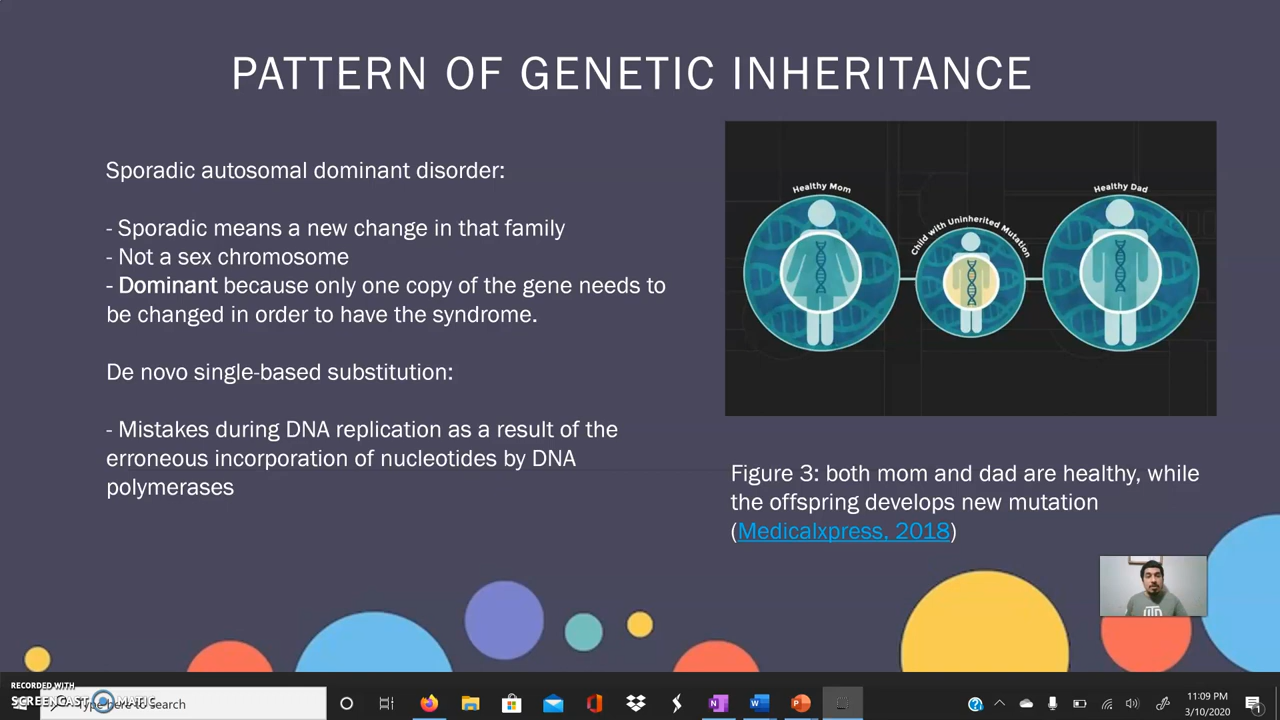 PATTERN OF GENETIC INHERITANCE
Sporadic autosomal dominant disorder:
- Sporadic means a new change in that family
- Not a sex chromosome
- Dominant because only one copy of the gene needs to
be changed in order to have the syndrome.
De novo single-based substitution:
- Mistakes during DNA replication as a result of the
erroneous incorporation of nucleotides by DNA
polymerases
Healthy Mom
Child with Uninherited Mutation
Healthy Dad
Figure 3: both mom and dad are healthy, while
the offspring develops new mutation
(Medicalxpress, 2018)
UTD
RECORDED WITH
SCREENCAST-O-MATIC
Type here to search
11:09 PM
3/10/2020
1